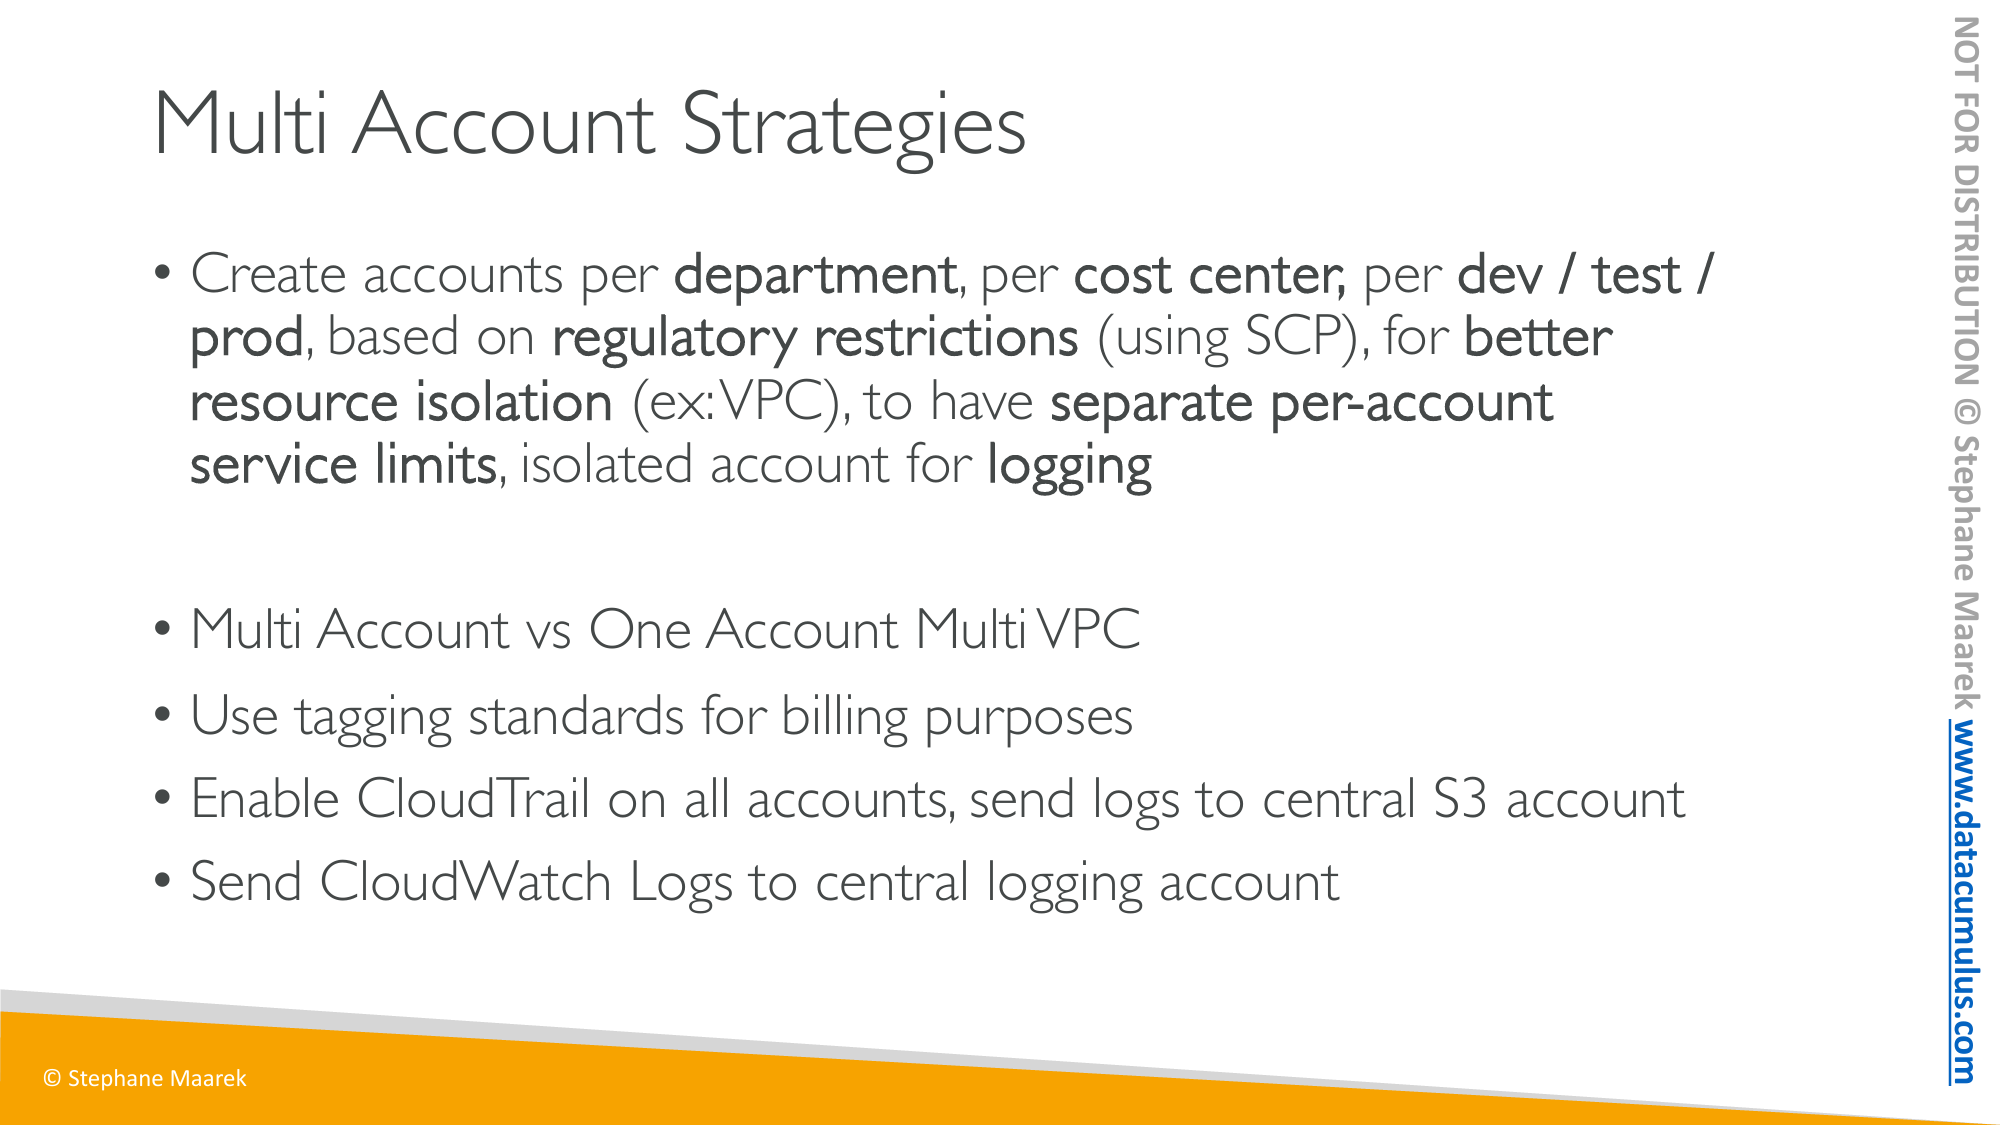 Multi Account Strategies
• Create accounts per department, per cost center, per dev / test /
prod, based on regulatory restrictions (using SCP), for better
resource isolation (ex: VPC), to have separate per-account
service limits, isolated account for logging
• Multi Account vs One Account Multi VPC
• Use tagging standards for billing purposes
• Enable CloudTrail on all accounts, send logs to central S3 account
• Send CloudWatch Logs to central logging account
© Stephane Maarek
NOT FOR DISTRIBUTION © Stephane Maarek www.datacumulus.com